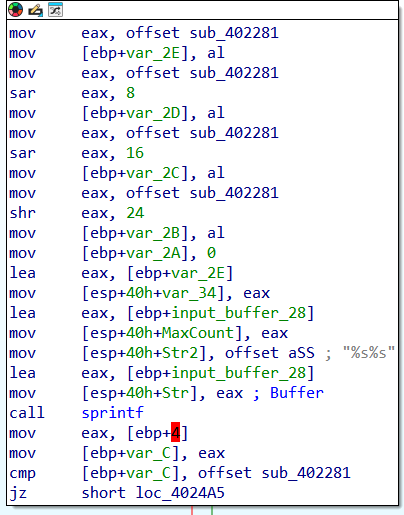 mov eax, offset sub_402281
mov [ebp+var_2E], al
mov eax, offset sub_402281
sar eax, 8
mov [ebp+var_2D], al
mov eax, offset sub_402281
sar eax, 16
mov [ebp+var_2C], al
mov eax, offset sub_402281
shr eax, 24
mov [ebp+var_2B], al
mov [ebp+var_2A], 0
lea eax, [ebp+var_2E]
mov [esp+40h+var_34], eax
lea eax, [ebp+input_buffer_28]
mov [esp+40h+MaxCount], eax
mov [esp+40h+Str2], offset aSS ; "%s%s"
lea eax, [ebp+input_buffer_28]
mov [esp+40h+Str], eax ; Buffer
call sprintf
mov eax, [ebp+4]
mov [ebp+var_C], eax
cmp [ebp+var_C], offset sub_402281
jz short loc_4024A5